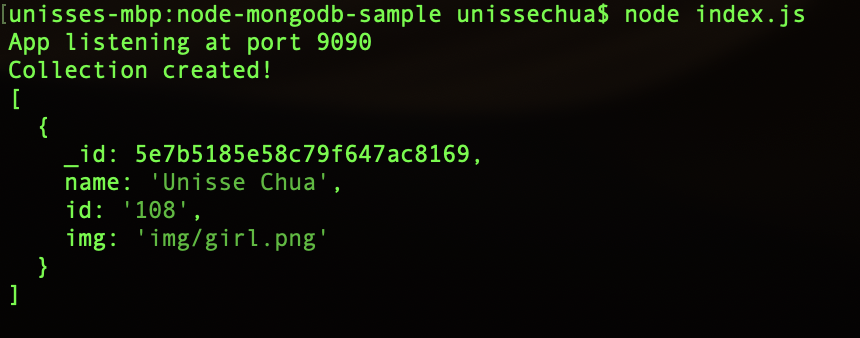 [unisses-mbp:node-mongodb-sample unissechua$ node index.js
App listening at port 9090
Collection created!
[
  {
    _id: 5e7b5185e58c79f647ac8169,
    name: 'Unisse Chua',
    id: '108',
    img: 'img/girl.png'
  }
]